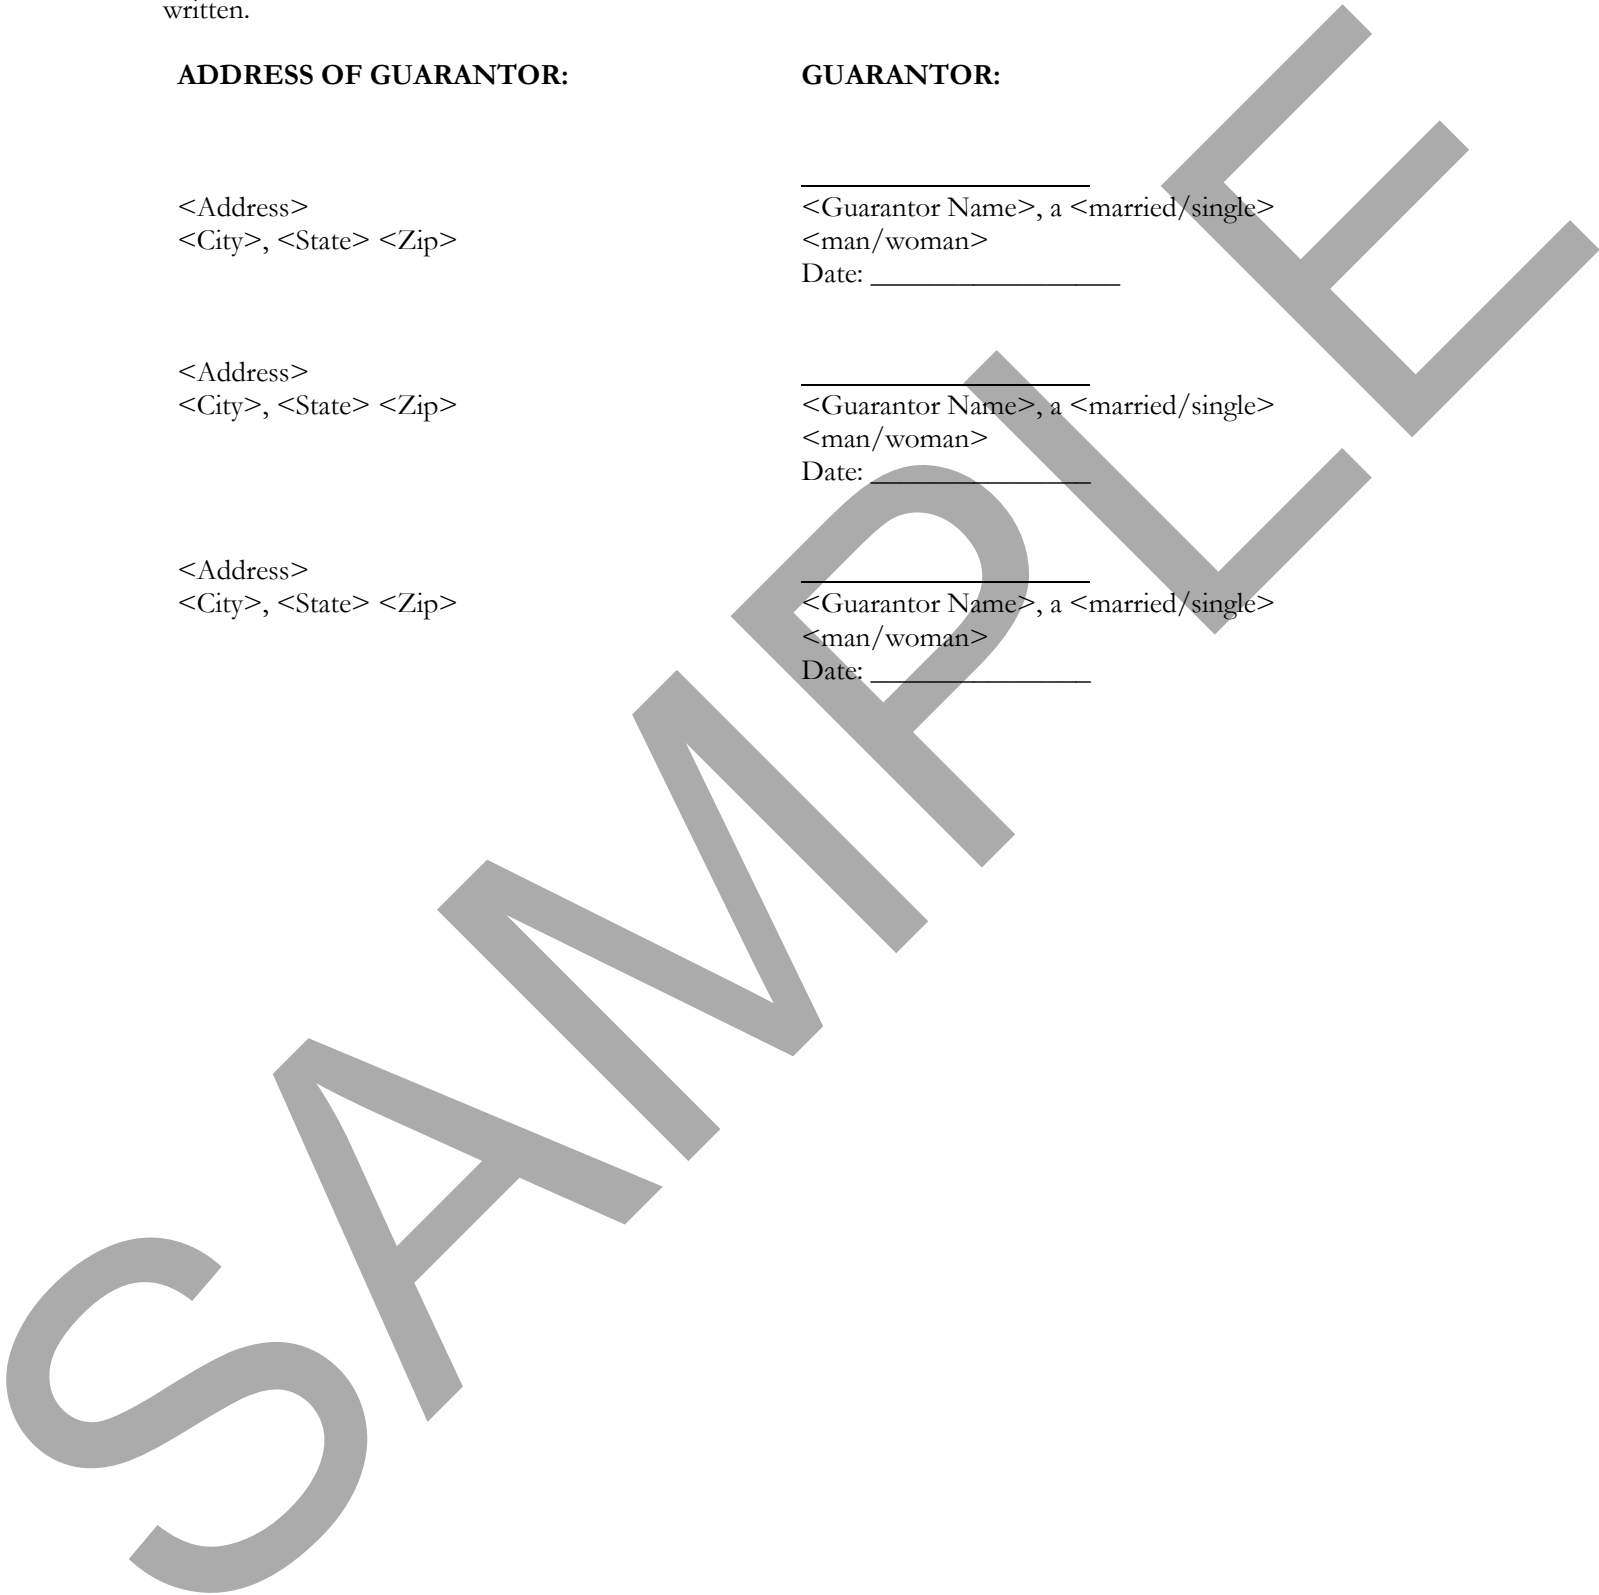 written.
ADDRESS OF GUARANTOR: GUARANTOR:
<Address>
<City>, <State> <Zip>
<Guarantor Name>, a <married/single>
<man/woman>
Date: _________________
<Address>
<City>, <State> <Zip>
<Guarantor Name>, a <married/single>
<man/woman>
Date: _______________
<Address>
<City>, <State> <Zip>
<Guarantor Name>, a <married/single>
<man/woman>
Date: _______________
SAMPLE